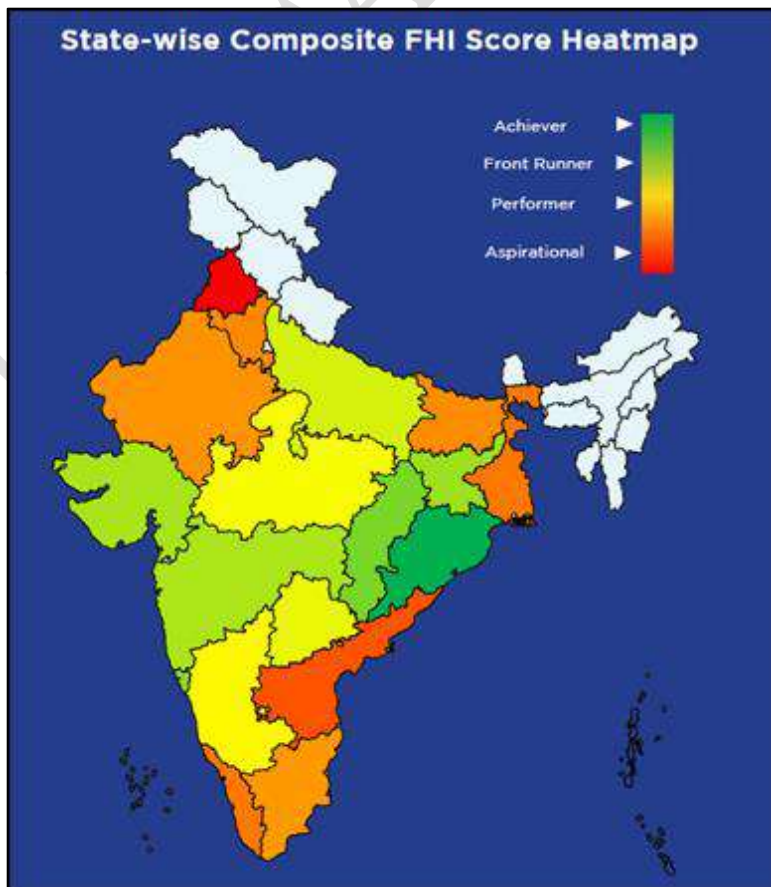 State-wise Composite FHI Score Heatmap
Achiever
Front Runner
Performer
Aspirational